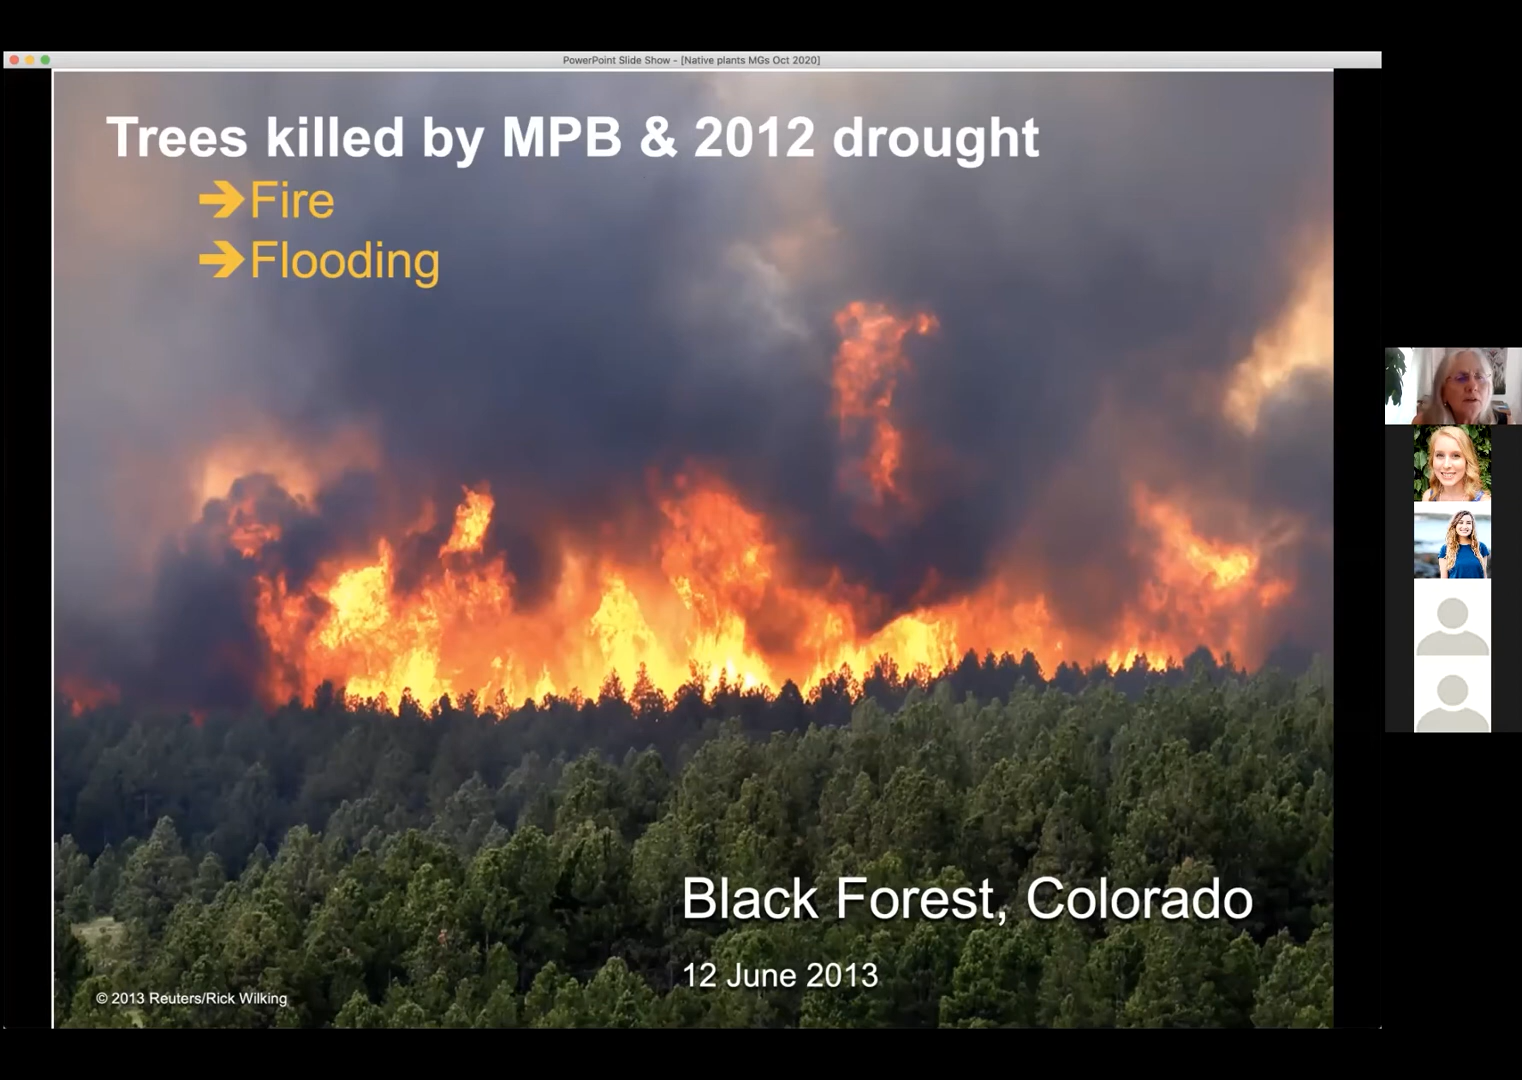 PowerPoint Slide Show - [Native plants MGs Oct 2020]
Trees killed by MPB & 2012 drought
➔Fire
➔Flooding
Black Forest, Colorado
12 June 2013
© 2013 Reuters/Rick Wilking